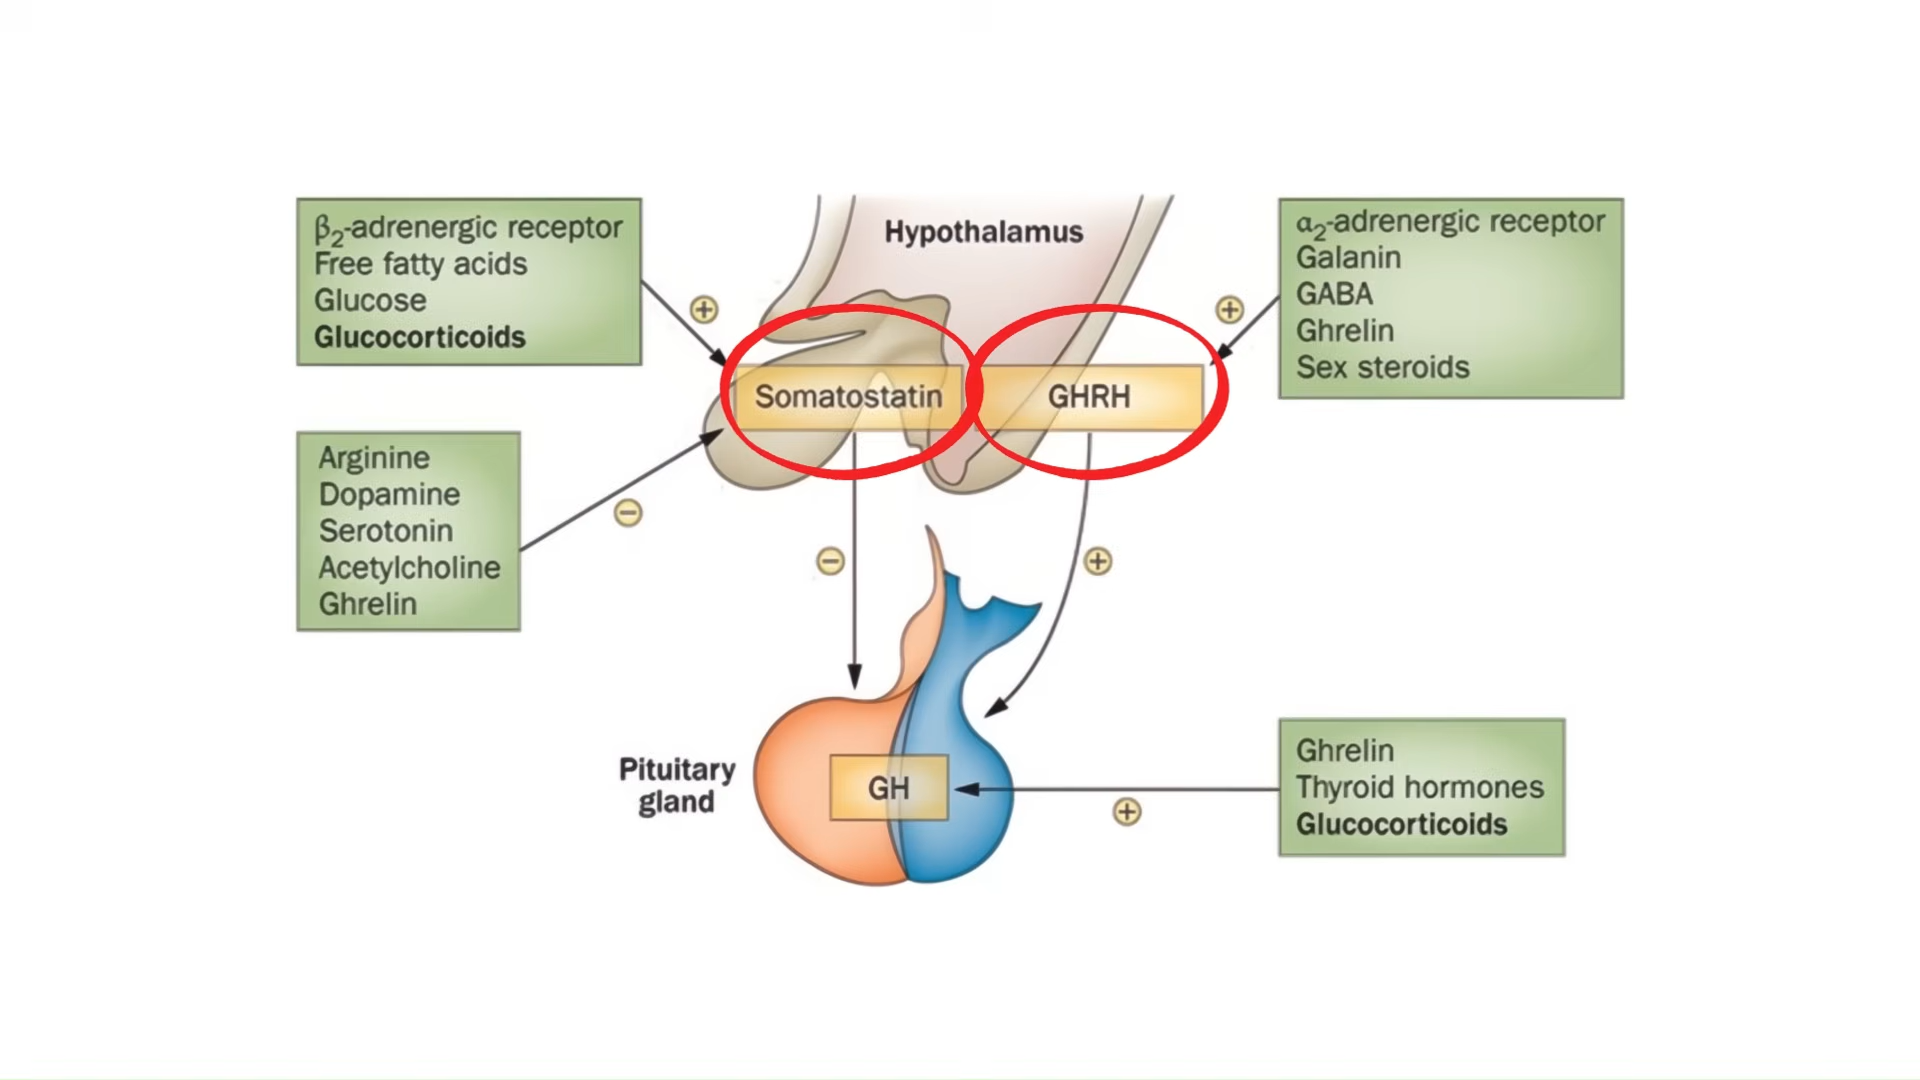 β₂-adrenergic receptor
Free fatty acids
Glucose
Glucocorticoids
Hypothalamus
α₂-adrenergic receptor
Galanin
GABA
Ghrelin
Sex steroids
+
+
Somatostatin
GHRH
Arginine
Dopamine
Serotonin
Acetylcholine
Ghrelin
−
−
+
Pituitary
gland
GH
+
Ghrelin
Thyroid hormones
Glucocorticoids